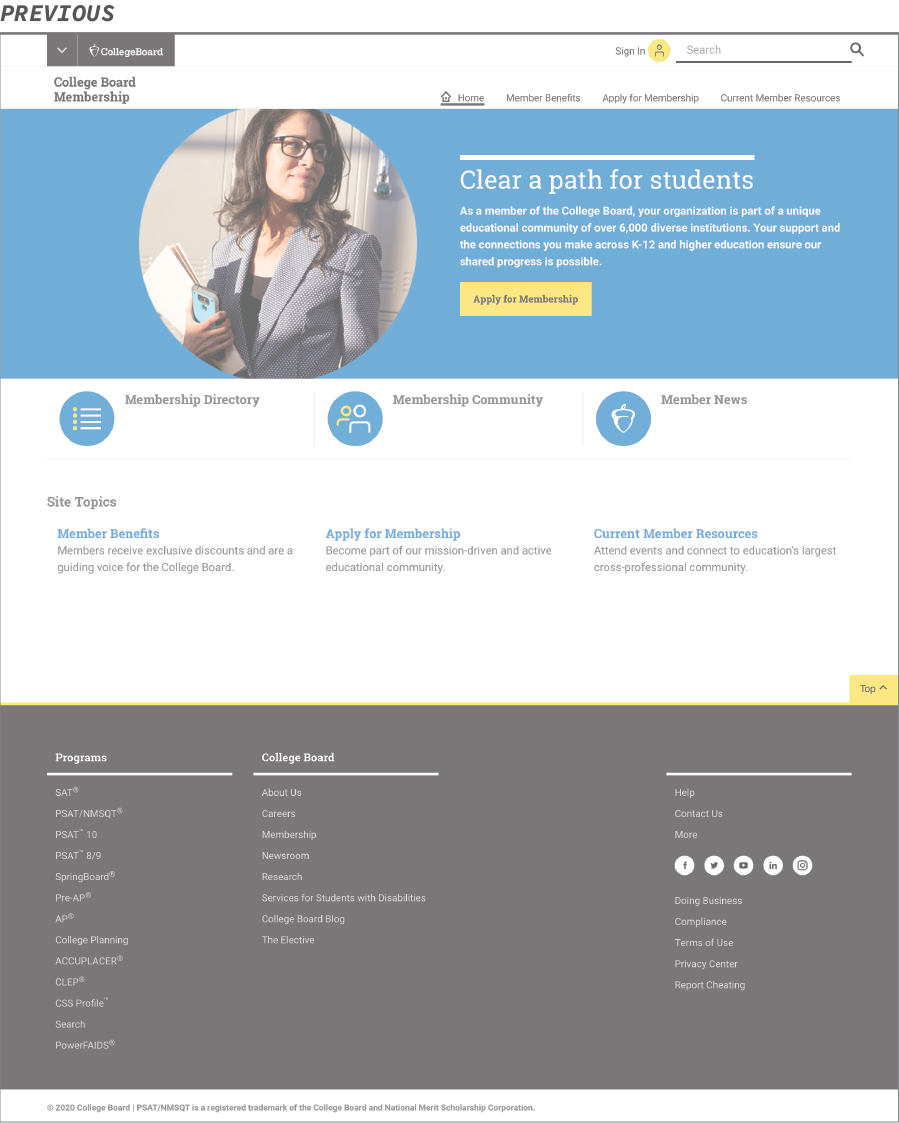 PREVIOUS
CollegeBoard
Sign In
Search
College Board
Membership
Home
Member Benefits
Apply for Membership
Current Member Resources
Clear a path for students
As a member of the College Board, your organization is part of a unique
educational community of over 6,000 diverse institutions. Your support and
the connections you make across K-12 and higher education ensure our
shared progress is possible.
Apply for Membership
Membership Directory
Membership Community
Member News
Site Topics
Member Benefits
Members receive exclusive discounts and are a
guiding voice for the College Board.
Apply for Membership
Become part of our mission-driven and active
educational community.
Current Member Resources
Attend events and connect to education's largest
cross-professional community.
Top
Programs
SAT®
PSAT/NMSQT®
PSAT™ 10
PSAT™ 8/9
SpringBoard®
Pre-AP®
AP®
College Planning
ACCUPLACER®
CLEP®
CSS Profile™
Search
PowerFAIDS®
College Board
About Us
Careers
Membership
Newsroom
Research
Services for Students with Disabilities
College Board Blog
The Elective
Help
Contact Us
More
Doing Business
Compliance
Terms of Use
Privacy Center
Report Cheating
© 2020 College Board | PSAT/NMSQT is a registered trademark of the College Board and National Merit Scholarship Corporation.